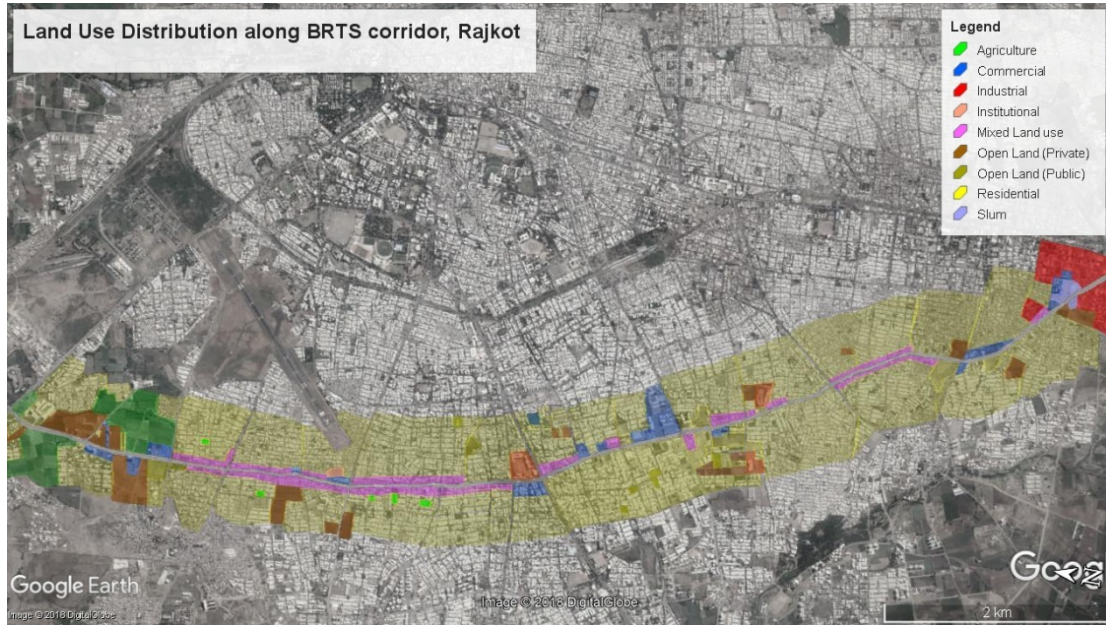 Land Use Distribution along BRTS corridor, Rajkot
Legend
Agriculture
Commercial
Industrial
Institutional
Mixed Land use
Open Land (Private)
Open Land (Public)
Residential
Slum
Google Earth
Image © 2018 DigitalGlobe
Image © 2018 DigitalGlobe
2 km